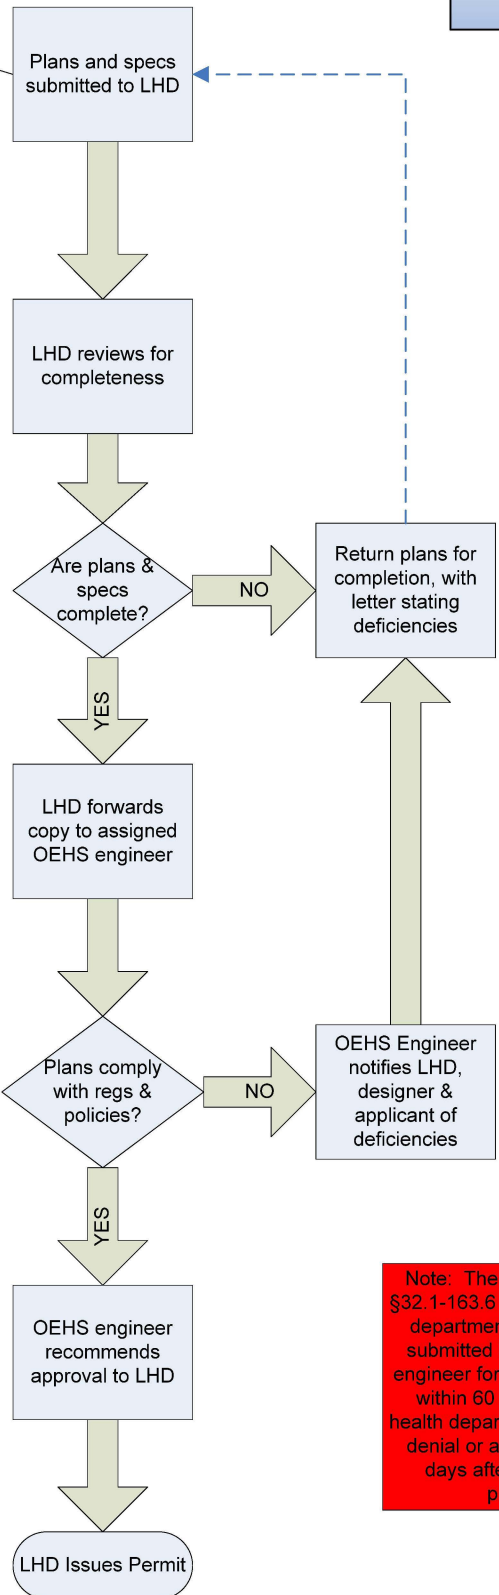 Plans and specs
submitted to LHD
LHD reviews for
completeness
Are plans &
specs
complete?
NO
Return plans for
completion, with
letter stating
deficiencies
YES
LHD forwards
copy to assigned
OEHS engineer
Plans comply
with regs &
policies?
NO
OEHS Engineer
notifies LHD,
designer &
applicant of
deficiencies
YES
OEHS engineer
recommends
approval to LHD
Note: The
§32.1-163.6
departmen
submitted
engineer for
within 60
health depar
denial or a
days afte
p
LHD Issues Permit